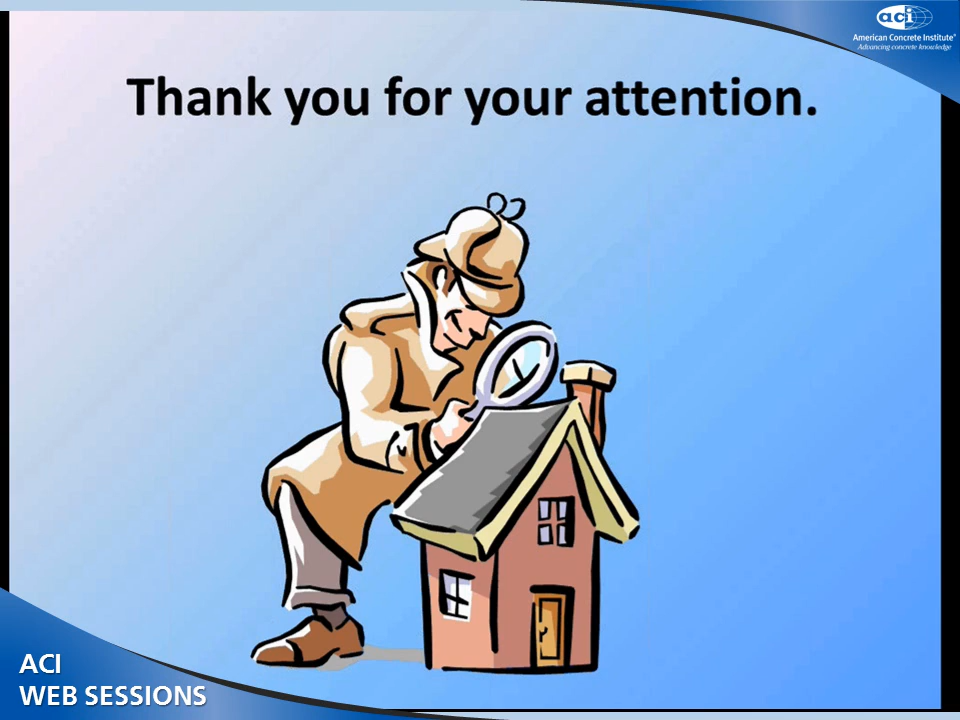 aci
American Concrete Institute®
Advancing concrete knowledge
Thank you for your attention.
ACI
WEB SESSIONS